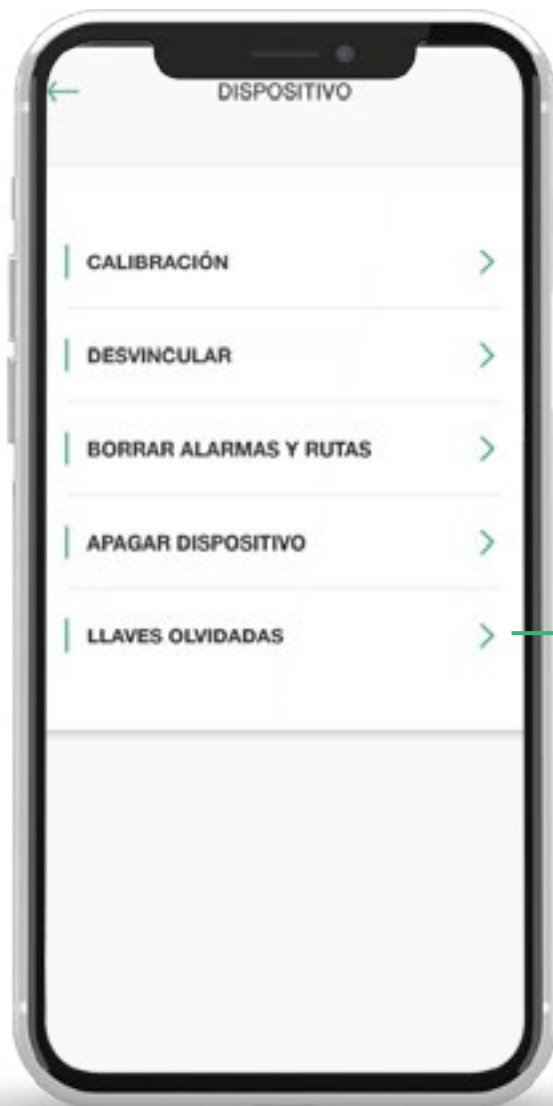 DISPOSITIVO
CALIBRACIÓN
DESVINCULAR
BORRAR ALARMAS Y RUTAS
APAGAR DISPOSITIVO
LLAVES OLVIDADAS